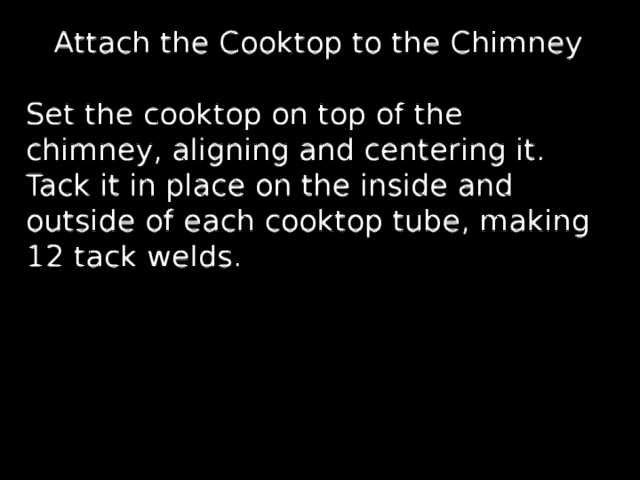 Attach the Cooktop to the Chimney
Set the cooktop on top of the
chimney, aligning and centering it.
Tack it in place on the inside and
outside of each cooktop tube, making
12 tack welds.